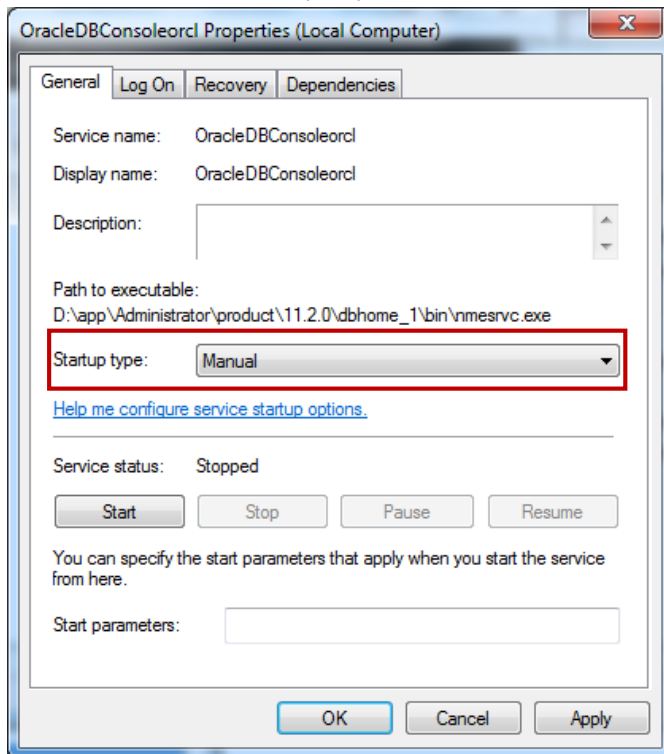 OracleDBConsoleorcl Properties (Local Computer)
General Log On Recovery Dependencies
Service name: OracleDBConsoleorcl
Display name: OracleDBConsoleorcl
Description:
Path to executable:
D:\app\Administrator\product\11.2.0\dbhome_1\bin\nmesrvc.exe
Startup type: Manual
Help me configure service startup options.
Service status: Stopped
Start Stop Pause Resume
You can specify the start parameters that apply when you start the service
from here.
Start parameters:
OK Cancel Apply